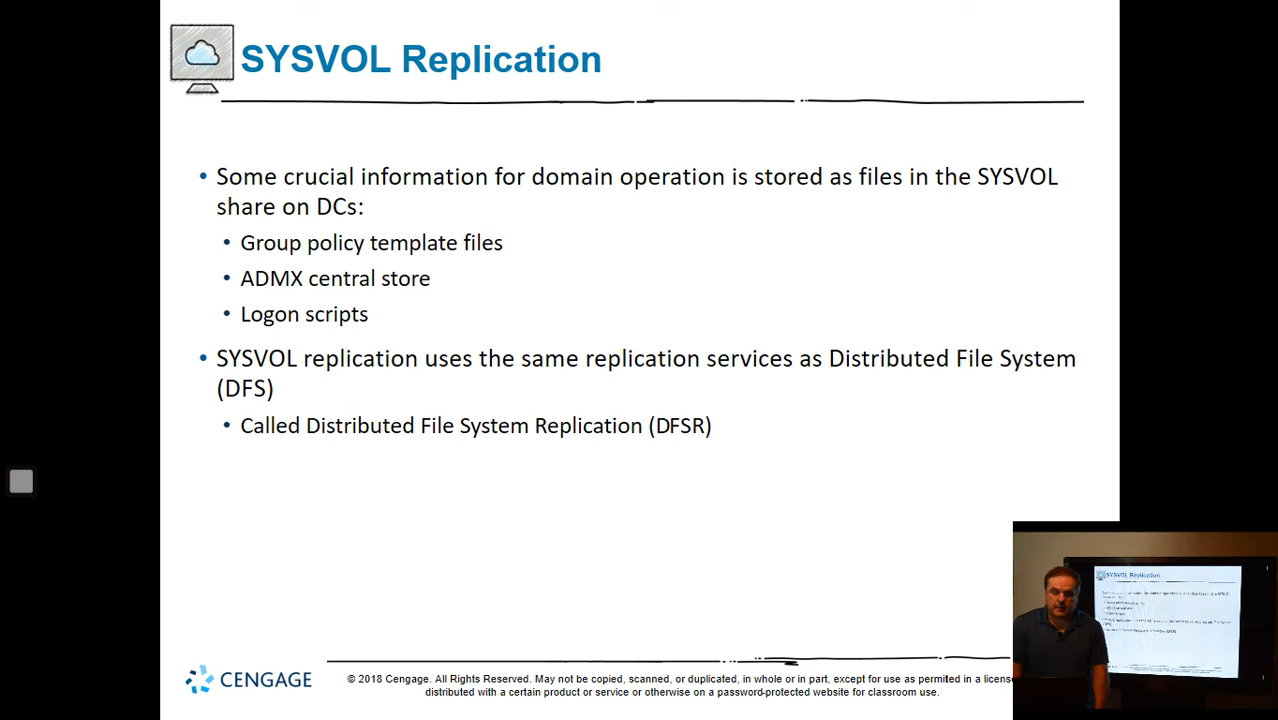 SYSVOL Replication
• Some crucial information for domain operation is stored as files in the SYSVOL
share on DCs:
• Group policy template files
• ADMX central store
• Logon scripts
• SYSVOL replication uses the same replication services as Distributed File System
(DFS)
• Called Distributed File System Replication (DFSR)
CENGAGE
© 2018 Cengage. All Rights Reserved. May not be copied, scanned, or duplicated, in whole or in part, except for use as permitted in a license
distributed with a certain product or service or otherwise on a password-protected website for classroom use.
SYSVOL Replication